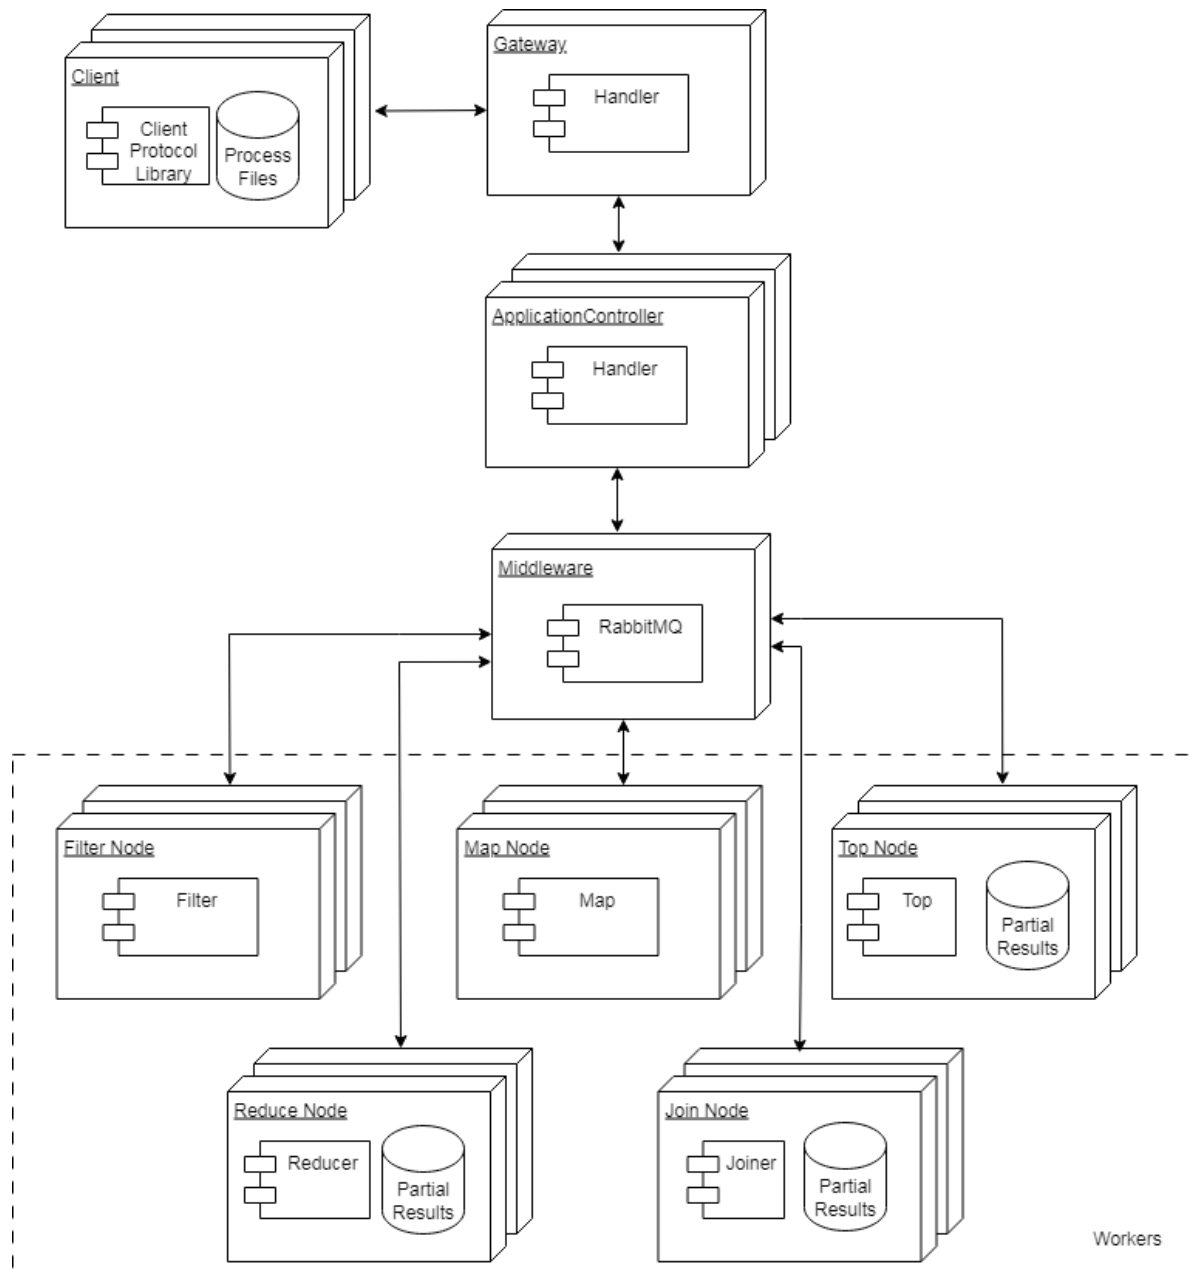 Gateway
Handler
Client
Client
Protocol
Library
Process
Files
ApplicationController
Handler
Middleware
RabbitMQ
Filter Node
Filter
Map Node
Map
Top Node
Top
Partial
Results
Reduce Node
Reducer
Partial
Results
Join Node
Joiner
Partial
Results
Workers